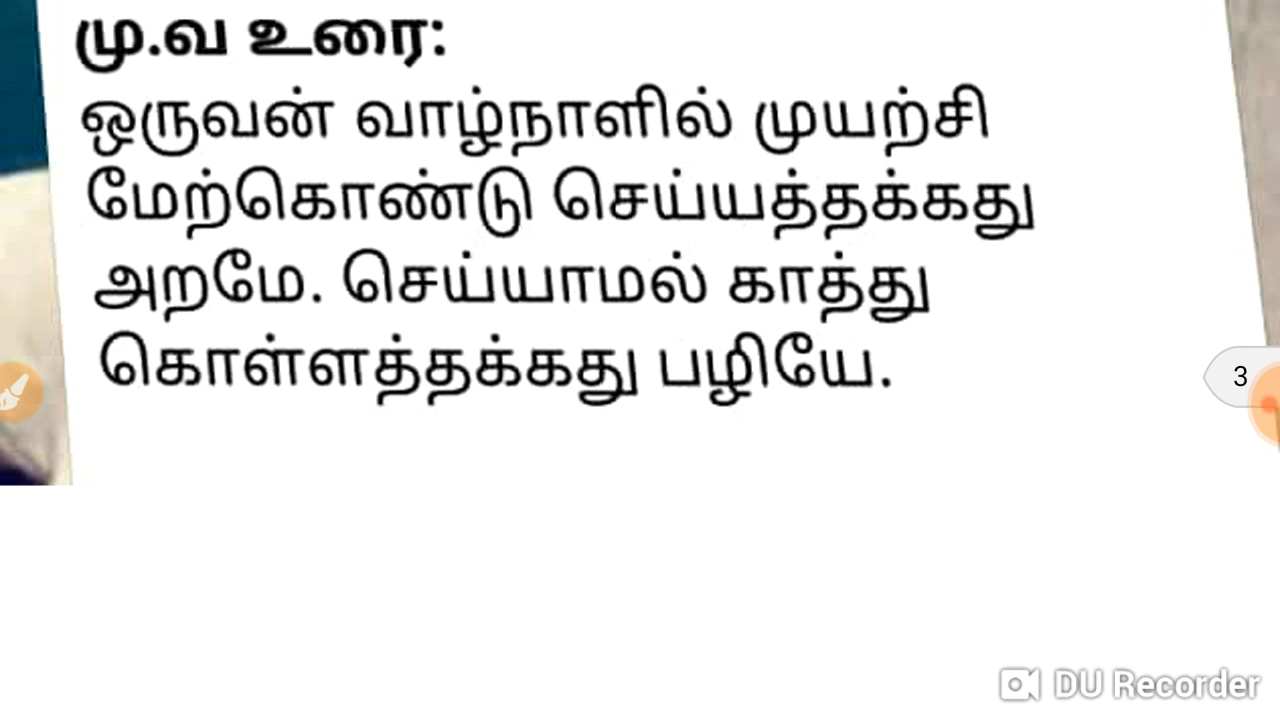 மு.வ உரை:
ஒருவன் வாழ்நாளில் முயற்சி
மேற்கொண்டு செய்யத்தக்கது
அறமே. செய்யாமல் காத்து
கொள்ளத்தக்கது பழியே.
3
DU Recorder